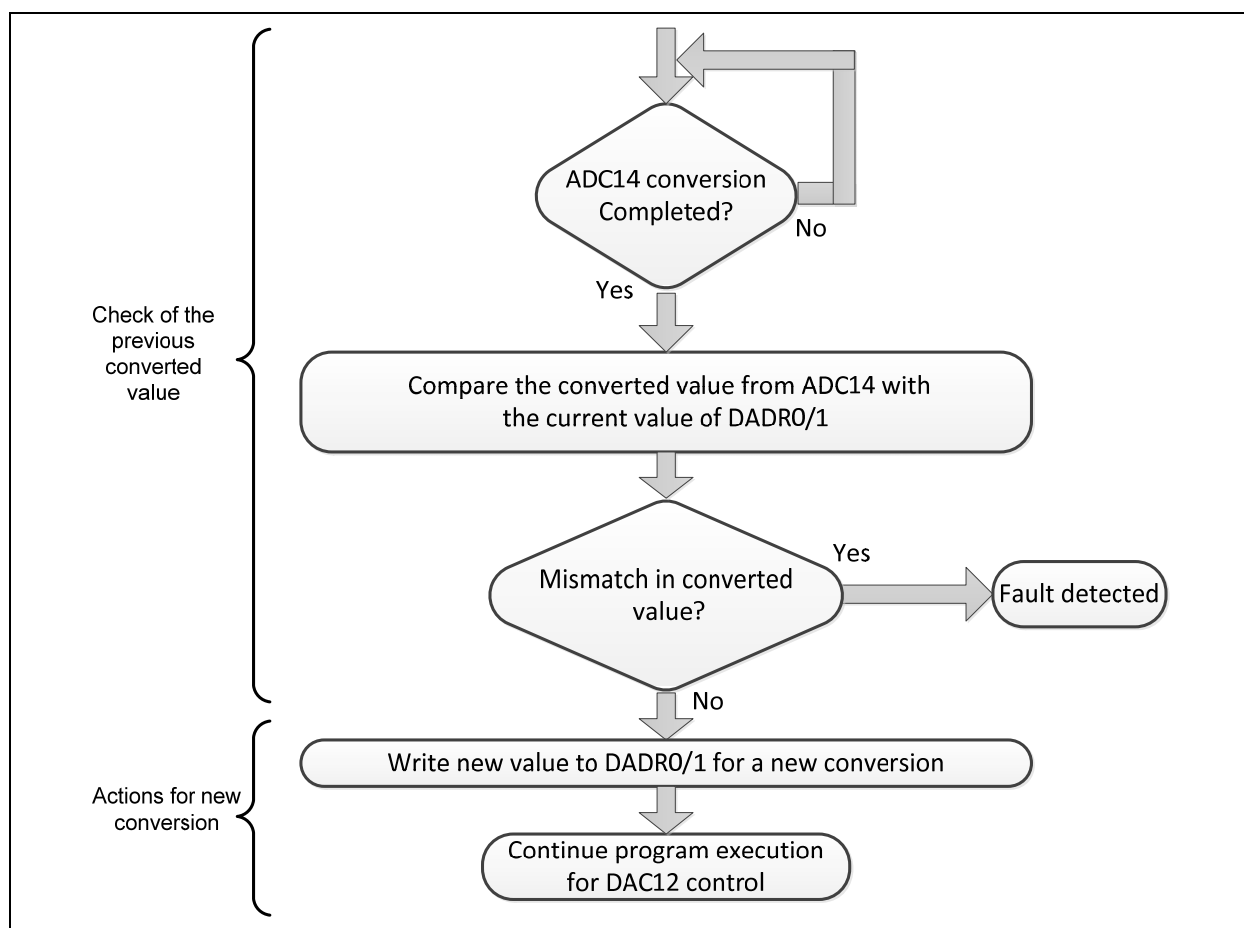 ADC14 conversion
Completed?
No
Yes
Check of the
previous
converted
value
Compare the converted value from ADC14 with
the current value of DADR0/1
Mismatch in converted
value?
Yes
Fault detected
No
Write new value to DADR0/1 for a new conversion
Actions for new
conversion
Continue program execution
for DAC12 control